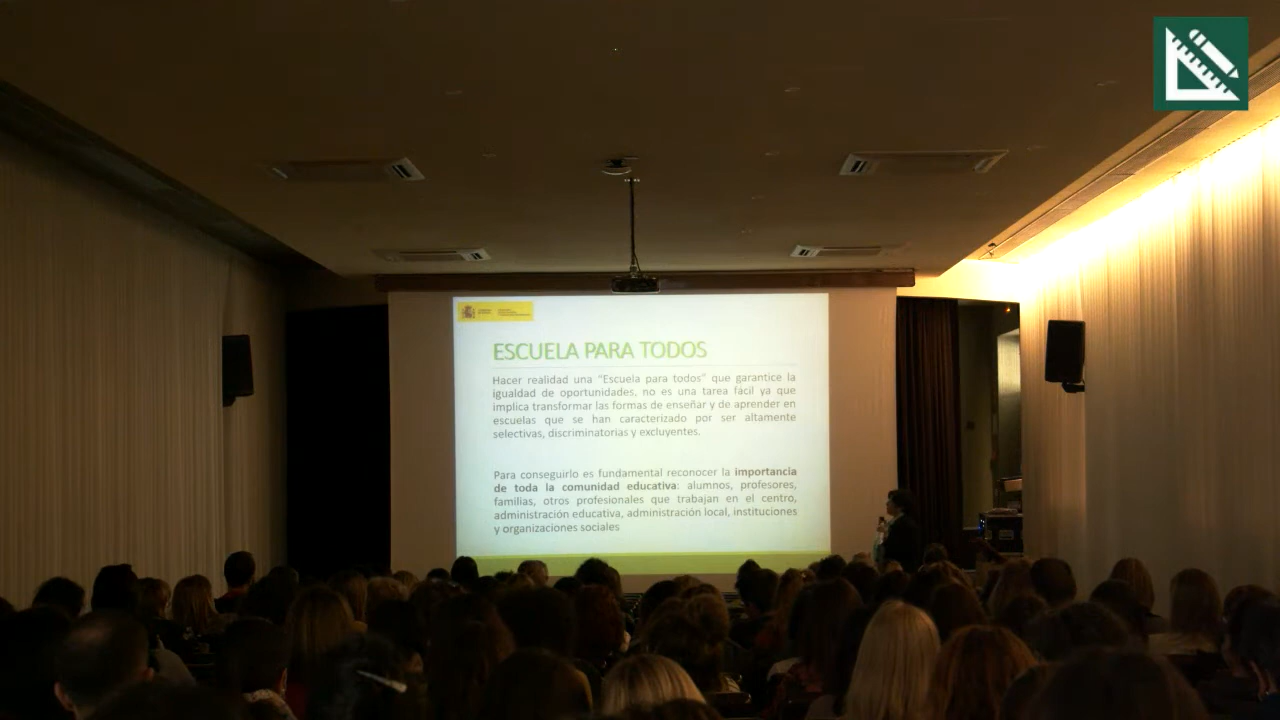 ESCUELA PARA TODOS
Hacer realidad una "Escuela para todos" que garantice la
igualdad de oportunidades, no es una tarea fácil ya que
implica transformar las formas de enseñar y de aprender en
escuelas que se han caracterizado por ser altamente
selectivas, discriminatorias y excluyentes.
Para conseguirlo es fundamental reconocer la importancia
de toda la comunidad educativa: alumnos, profesores,
familias, otros profesionales que trabajan en el centro,
administración educativa, administración local, instituciones
y organizaciones sociales